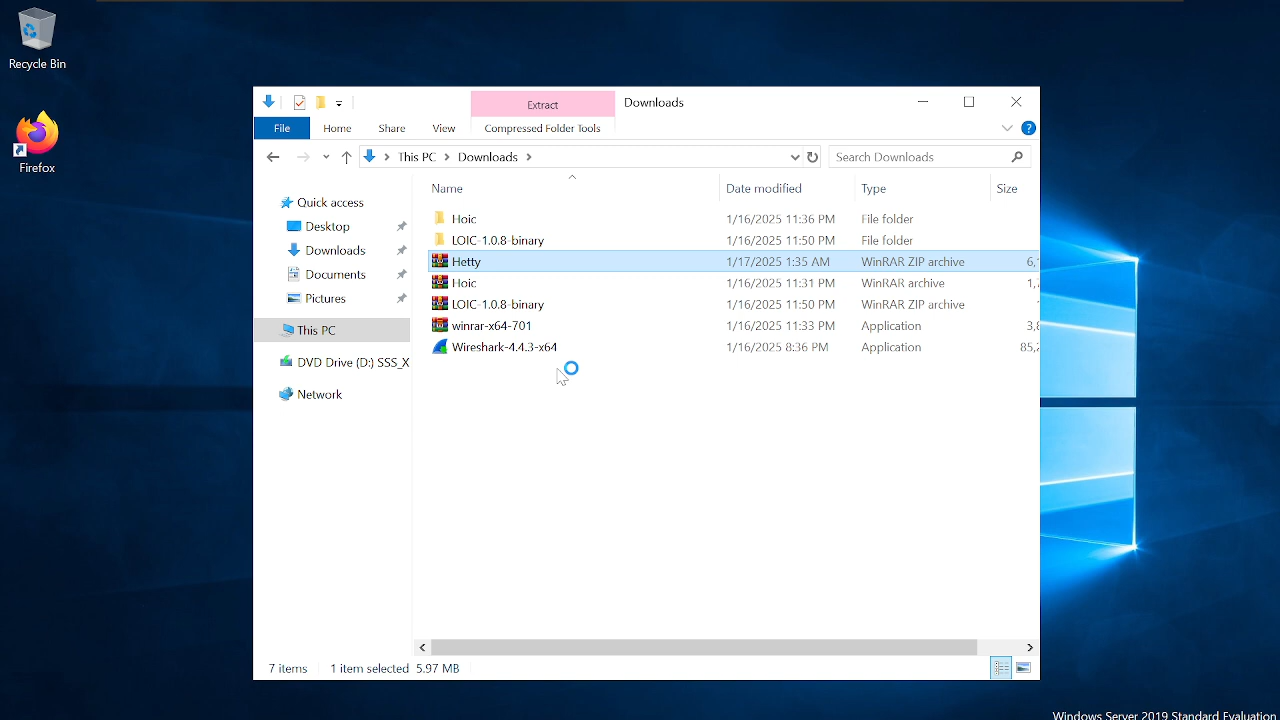 Recycle Bin
Firefox
Extract
Downloads
File Home Share View Compressed Folder Tools
This PC Downloads
Search Downloads
Name Date modified Type Size
Quick access
Desktop
Downloads
Documents
Pictures
This PC
DVD Drive (D:) SSS_X
Network
Hoic 1/16/2025 11:36 PM File folder
LOIC-1.0.8-binary 1/16/2025 11:50 PM File folder
Hetty 1/17/2025 1:35 AM WinRAR ZIP archive 6,1
Hoic 1/16/2025 11:31 PM WinRAR archive 1,
LOIC-1.0.8-binary 1/16/2025 11:50 PM WinRAR ZIP archive
winrar-x64-701 1/16/2025 11:33 PM Application 3,8
Wireshark-4.4.3-x64 1/16/2025 8:36 PM Application 85,
7 items 1 item selected 5.97 MB
Windows Server 2019 Standard Evaluation